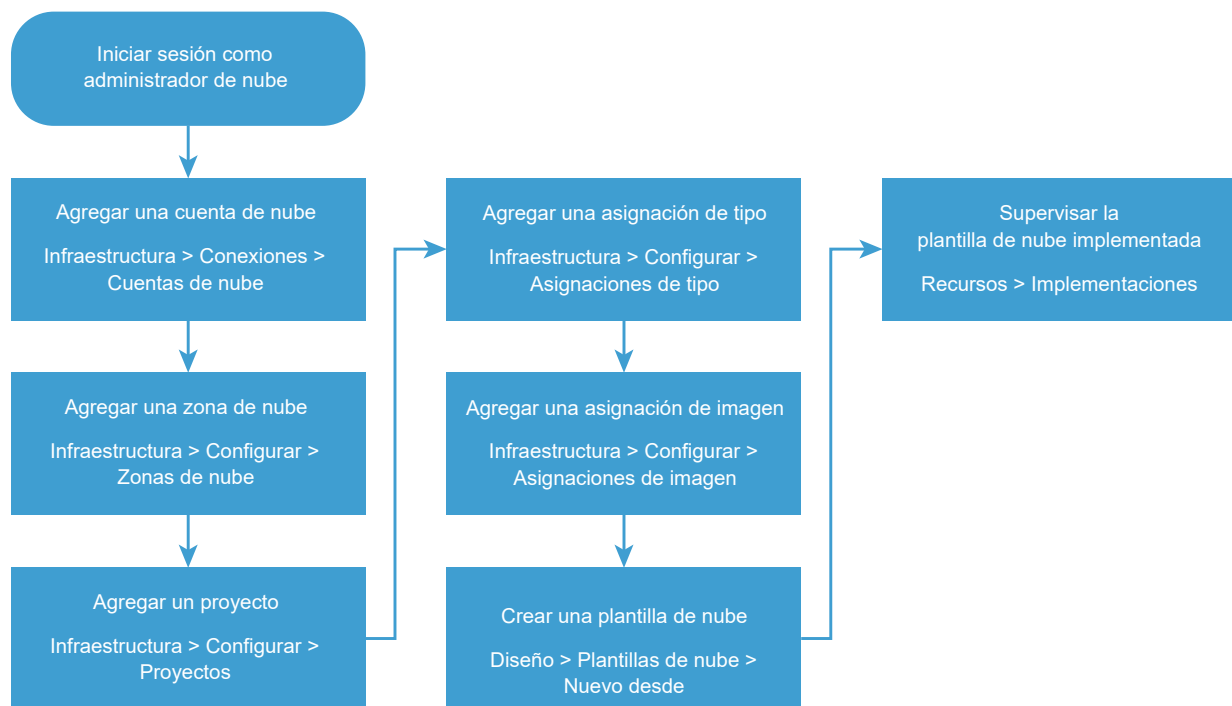 Iniciar sesión como
administrador de nube
Agregar una cuenta de nube
Infraestructura > Conexiones >
Cuentas de nube
Agregar una zona de nube
Infraestructura > Configurar >
Zonas de nube
Agregar un proyecto
Infraestructura > Configurar >
Proyectos
Agregar una asignación de tipo
Infraestructura > Configurar >
Asignaciones de tipo
Agregar una asignación de imagen
Infraestructura > Configurar >
Asignaciones de imagen
Crear una plantilla de nube
Diseño > Plantillas de nube >
Nuevo desde
Supervisar la
plantilla de nube implementada
Recursos > Implementaciones